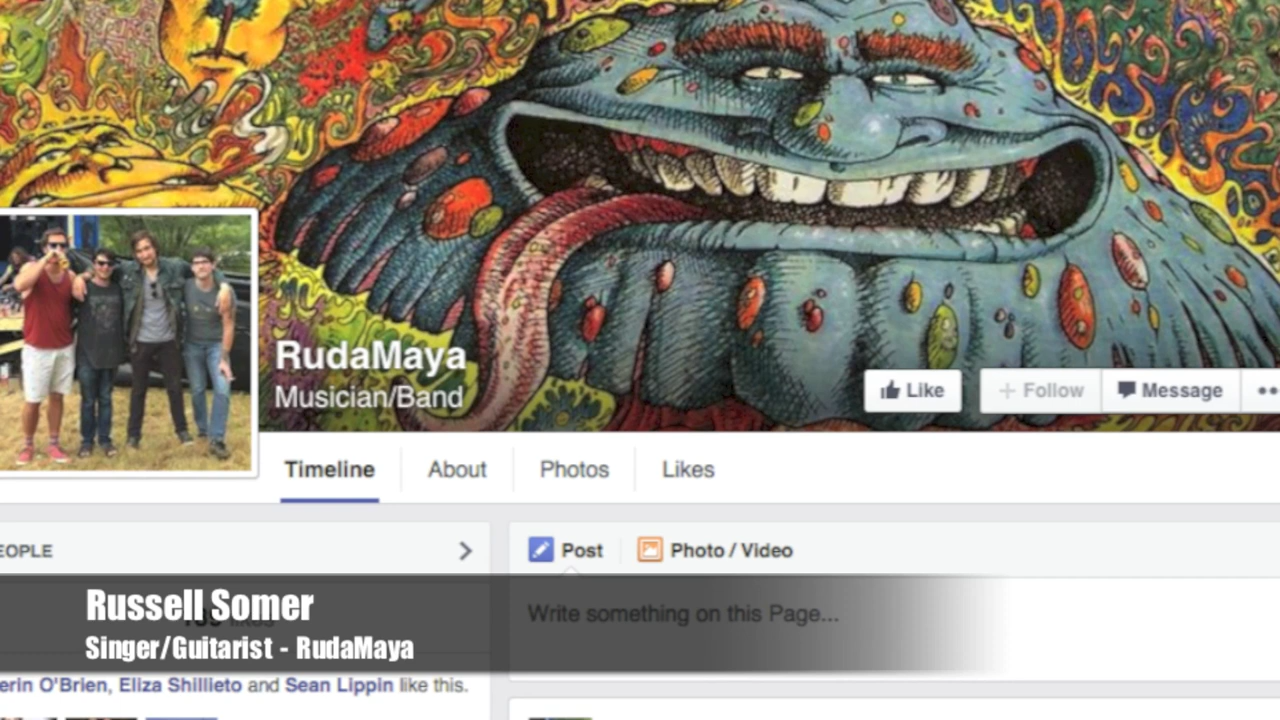 RudaMaya
Musician/Band
Like
Follow
Message
Timeline
About
Photos
Likes
EOPLE
Post
Photo / Video
Write something on this Page...
Russell Somer
Singer/Guitarist - RudaMaya
erin O'Brien, Eliza Shillieto and Sean Lippin like this.